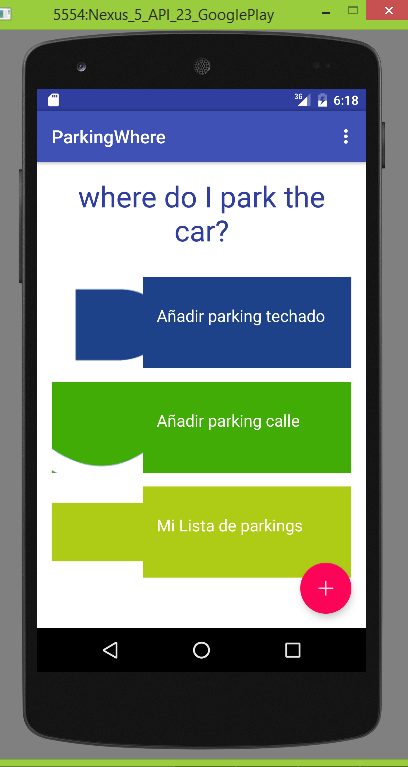 5554:Nexus_5_API_23_GooglePlay
3G 6:18
ParkingWhere
where do I park the
car?
Añadir parking techado
Añadir parking calle
Mi Lista de parkings